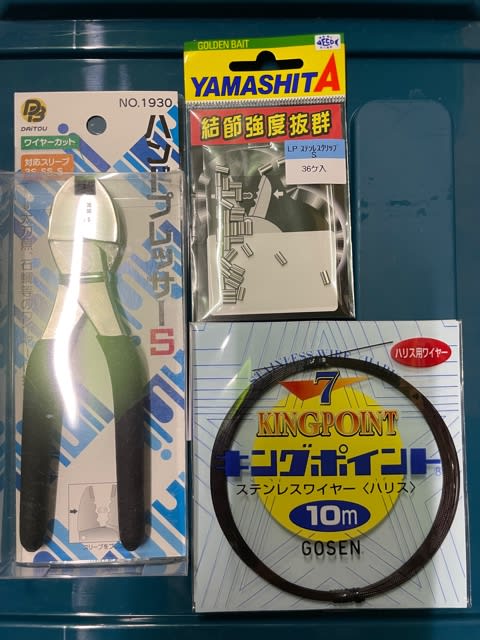 DAITOU
NO.1930
ワイヤーカット
対応スリーブ
ハンドプレッサーS
GOLDEN BAIT
YAMASHITA
結節強度抜群
LP ステンレスクリップ
S
36ケ入
ハリス用ワイヤー
7
KINGPOINT
キングポイント
ステンレスワイヤー〈ハリス〉
10m
GOSEN